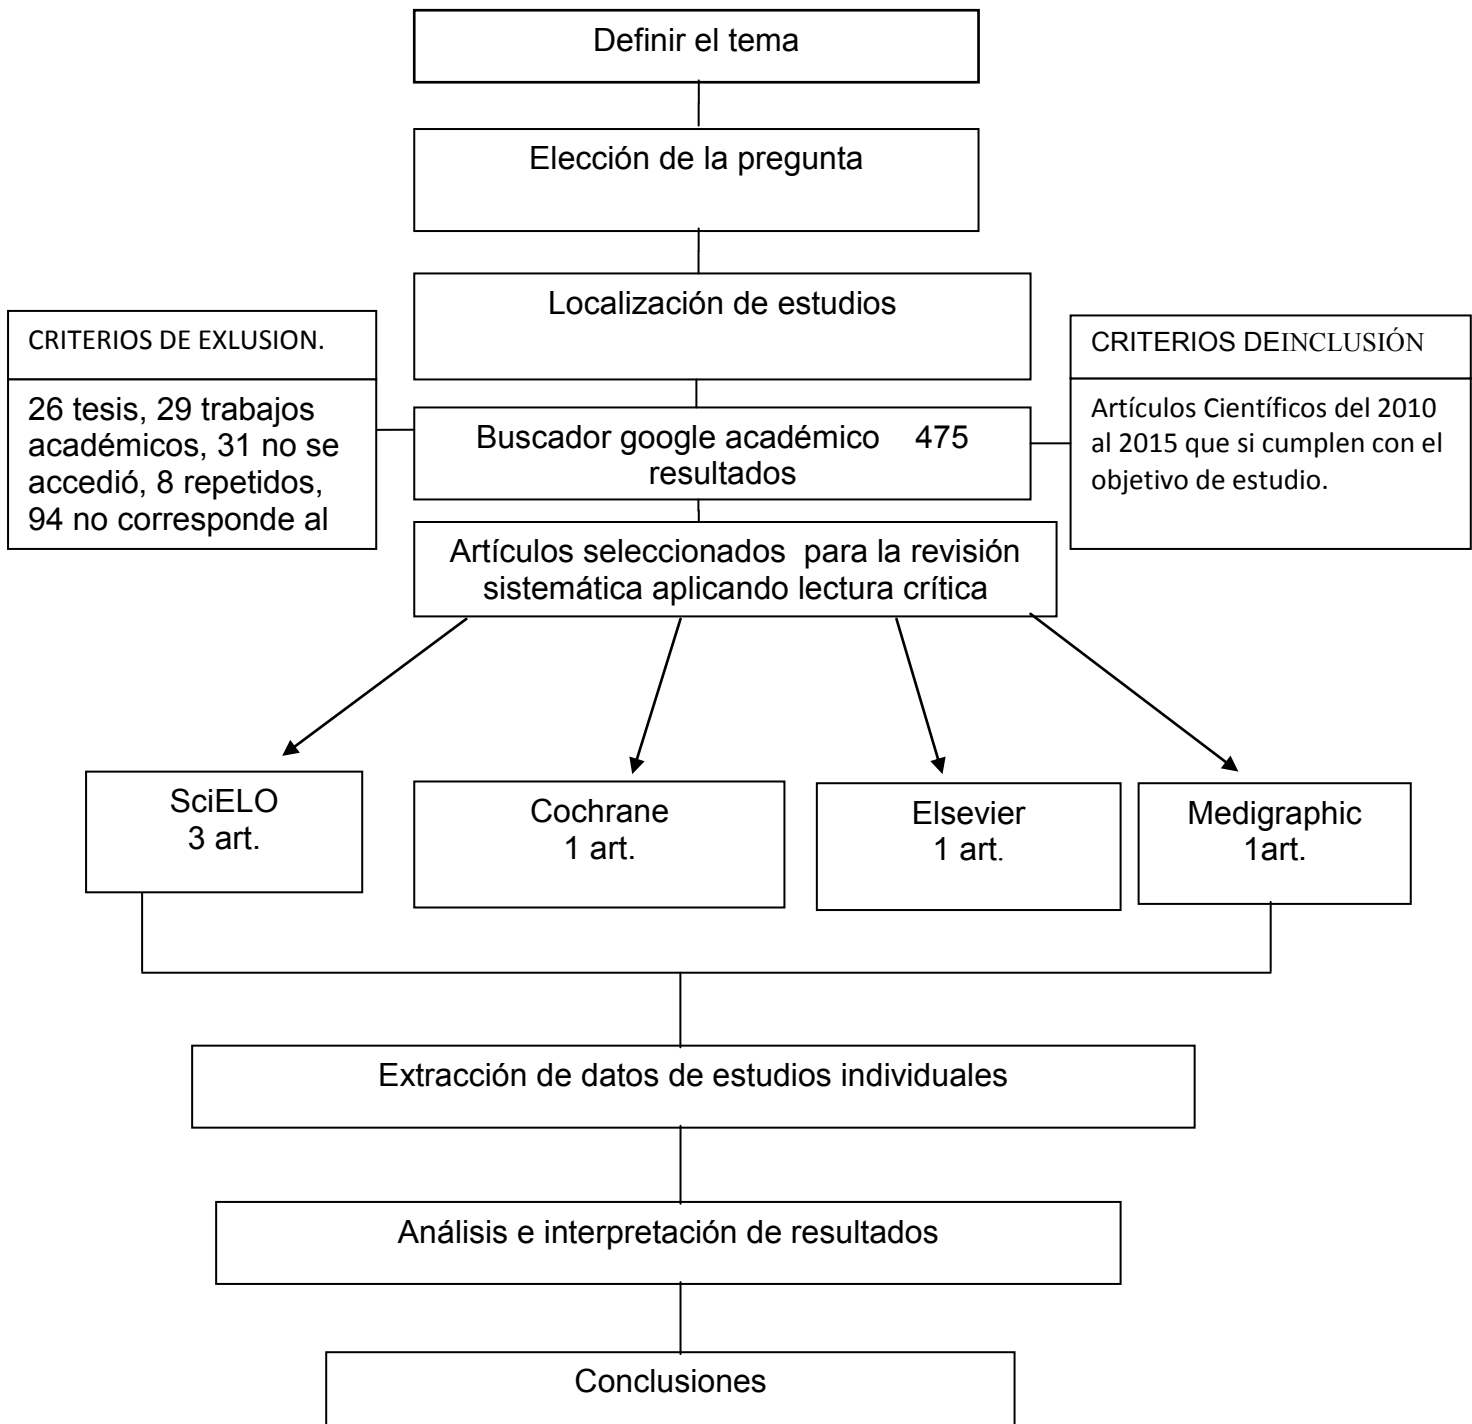 Definir el tema
Elección de la pregunta
Localización de estudios
CRITERIOS DE EXLUSION.
26 tesis, 29 trabajos
académicos, 31 no se
accedió, 8 repetidos,
94 no corresponde al
Buscador google académico 475
resultados
CRITERIOS DEINCLUSIÓN
Artículos Científicos del 2010
al 2015 que si cumplen con el
objetivo de estudio.
Artículos seleccionados para la revisión
sistemática aplicando lectura crítica
SciELO
3 art.
Cochrane
1 art.
Elsevier
1 art.
Medigraphic
1art.
Extracción de datos de estudios individuales
Análisis e interpretación de resultados
Conclusiones